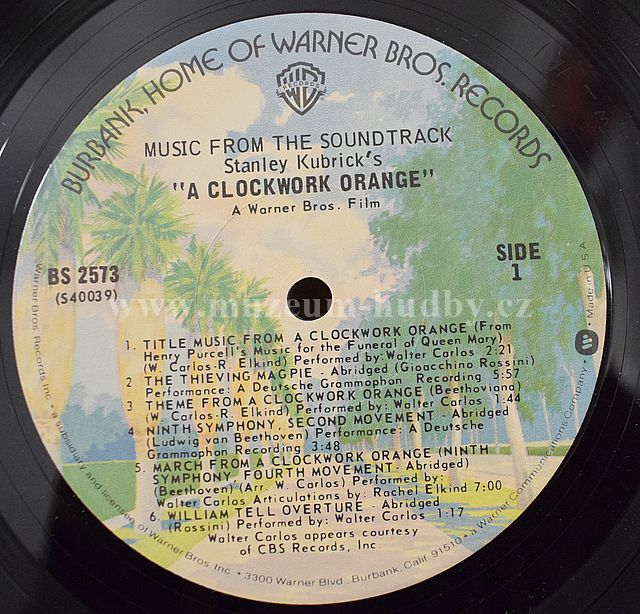 BURBANK, HOME OF WARNER BROS. RECORDS
RECORDS
MUSIC FROM THE SOUNDTRACK
Stanley Kubrick's
"A CLOCKWORK ORANGE"
A Warner Bros. Film
BS 2573
(S40039)
SIDE
1
www.muzeum-hudby.cz
1. TITLE MUSIC FROM A CLOCKWORK ORANGE (From
Henry Purcell's Music for the Funeral of Queen Mary)
(W. Carlos-R. Elkind) Performed by: Walter Carlos 2:21
2. THE THIEVING MAGPIE - Abridged (Gioacchino Rossini)
Performance: A Deutsche Grammophon Recording 5:57
3. THEME FROM A CLOCKWORK ORANGE (Beethoviana)
(W. Carlos-R. Elkind) Performed by: Walter Carlos 1:44
4. NINTH SYMPHONY, SECOND MOVEMENT - Abridged
(Ludwig van Beethoven) Performance: A Deutsche
Grammophon Recording 3:48
5. MARCH FROM A CLOCKWORK ORANGE (NINTH
SYMPHONY, FOURTH MOVEMENT - Abridged)
(Beethoven) (Arr. W. Carlos) Performed by:
Walter Carlos Articulations by: Rachel Elkind 7:00
6. WILLIAM TELL OVERTURE - Abridged
(Rossini) Performed by: Walter Carlos 1:17
Walter Carlos appears courtesy
of CBS Records, Inc.
Warner Bros. Records Inc. • a subsidiary and licensee of Warner Bros. Inc. • 3300 Warner Blvd. Burbank, Calif. 91510 • a Warner Communications Company • Made in U.S.A.